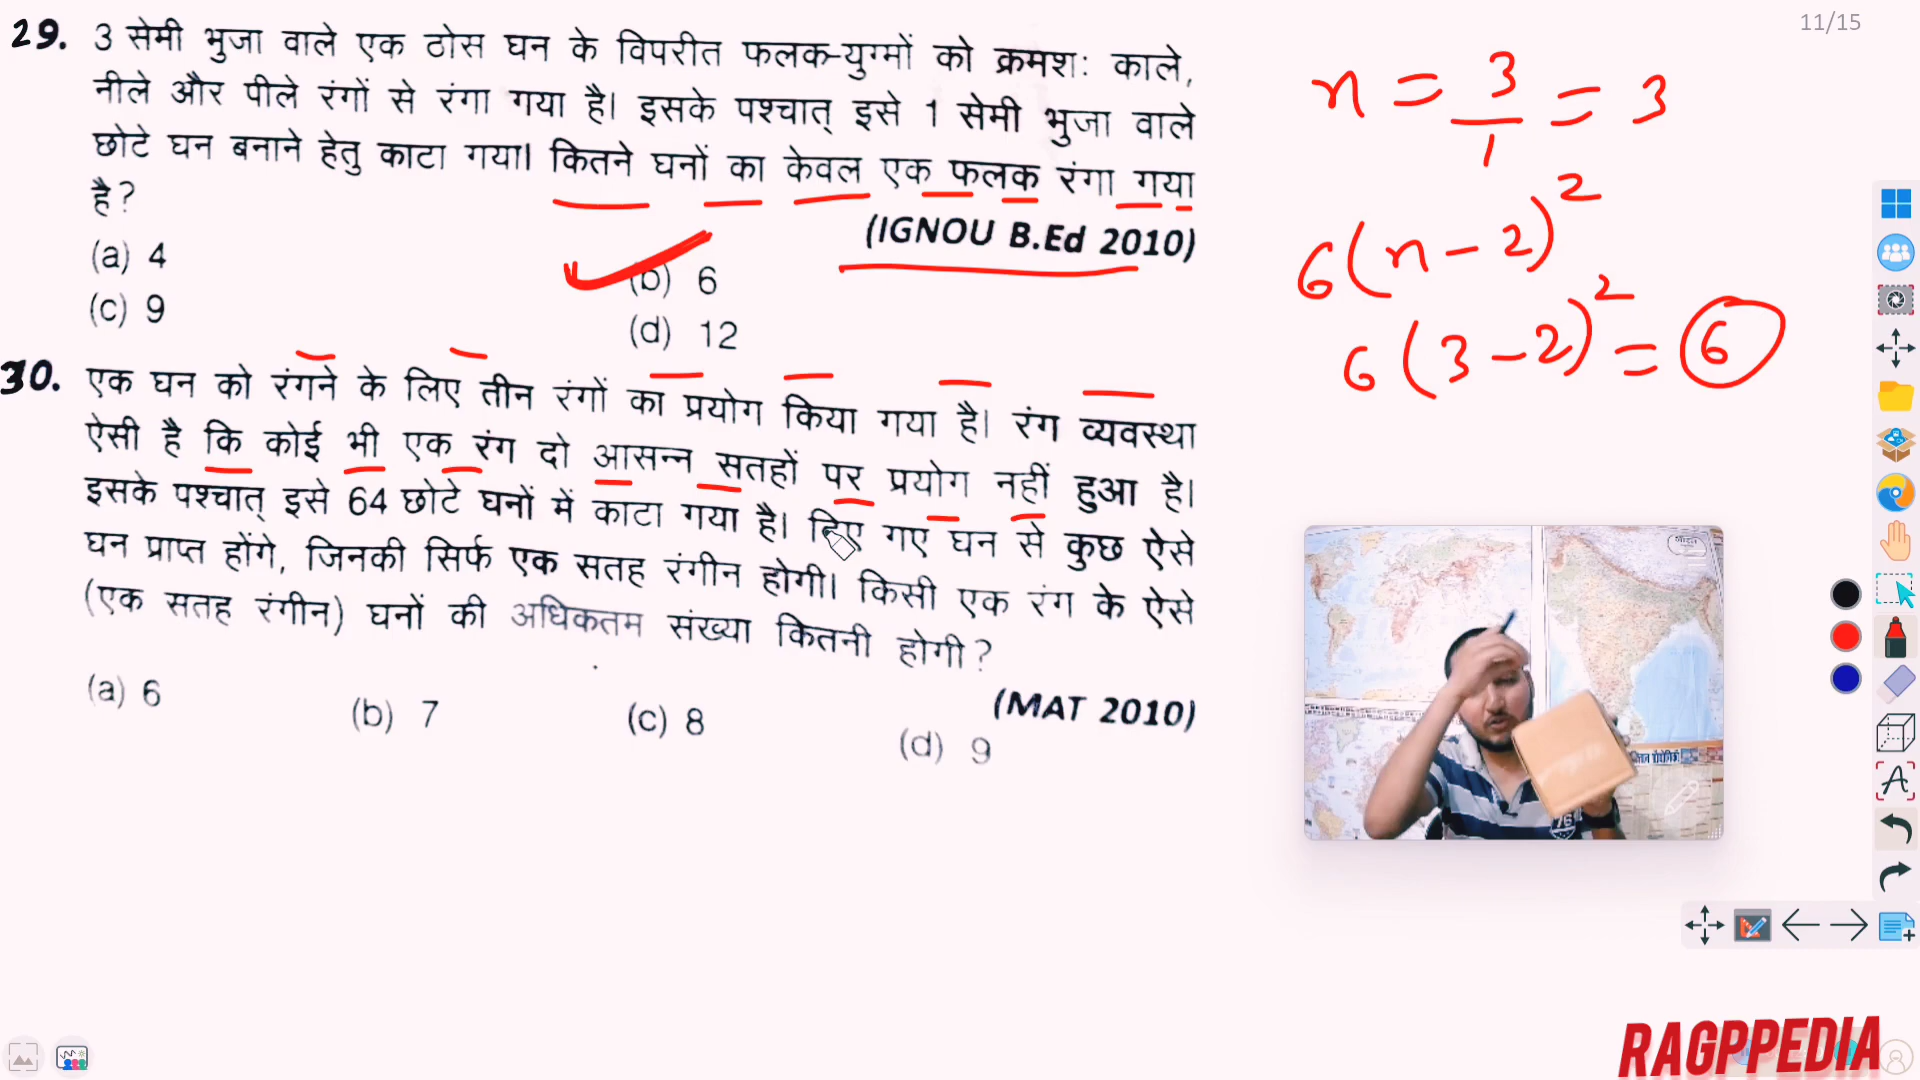 11/15
29. 3 सेमी भुजा वाले एक ठोस घन के विपरीत फलक-युग्मों को क्रमशः काले,
नीले और पीले रंगों से रंगा गया है। इसके पश्चात् इसे 1 सेमी भुजा वाले
छोटे घन बनाने हेतु काटा गया। कितने घनों का केवल एक फलक रंगा गया
है?
(IGNOU B.Ed 2010)
(a) 4
(b) 6
(c) 9
(d) 12
30. एक घन को रंगने के लिए तीन रंगों का प्रयोग किया गया है। रंग व्यवस्था
ऐसी है कि कोई भी एक रंग दो आसन्न सतहों पर प्रयोग नहीं हुआ है।
इसके पश्चात् इसे 64 छोटे घनों में काटा गया है। दिए गए घन से कुछ ऐसे
घन प्राप्त होंगे, जिनकी सिर्फ एक सतह रंगीन होगी। किसी एक रंग के ऐसे
(एक सतह रंगीन) घनों की अधिकतम संख्या कितनी होगी?
(MAT 2010)
(a) 6
(b) 7
(c) 8
(d) 9
n = 3/1 = 3
6(n-2)²
6(3-2)² = 6
76
A
RAGPPEDIA